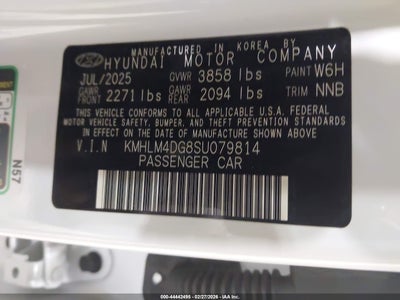 MANUFACTURED IN KOREA BY
HYUNDAI MOTOR COMPANY
JUL/2025 GVWR 3858 lbs PAINT W6H
GAWR FRONT 2271 lbs GAWR REAR 2094 lbs TRIM NNB
THIS VEHICLE CONFORMS TO ALL APPLICABLE U.S.A. FEDERAL
MOTOR VEHICLE SAFETY, BUMPER, AND THEFT PREVENTION
STANDARDS IN EFFECT ON THE DATE OF MANUFACTURE
SHOWN ABOVE.
V.I.N KMHLM4DG8SU079814
PASSENGER CAR
N57
000-44442495 - 02/27/2026 - IAA Inc.